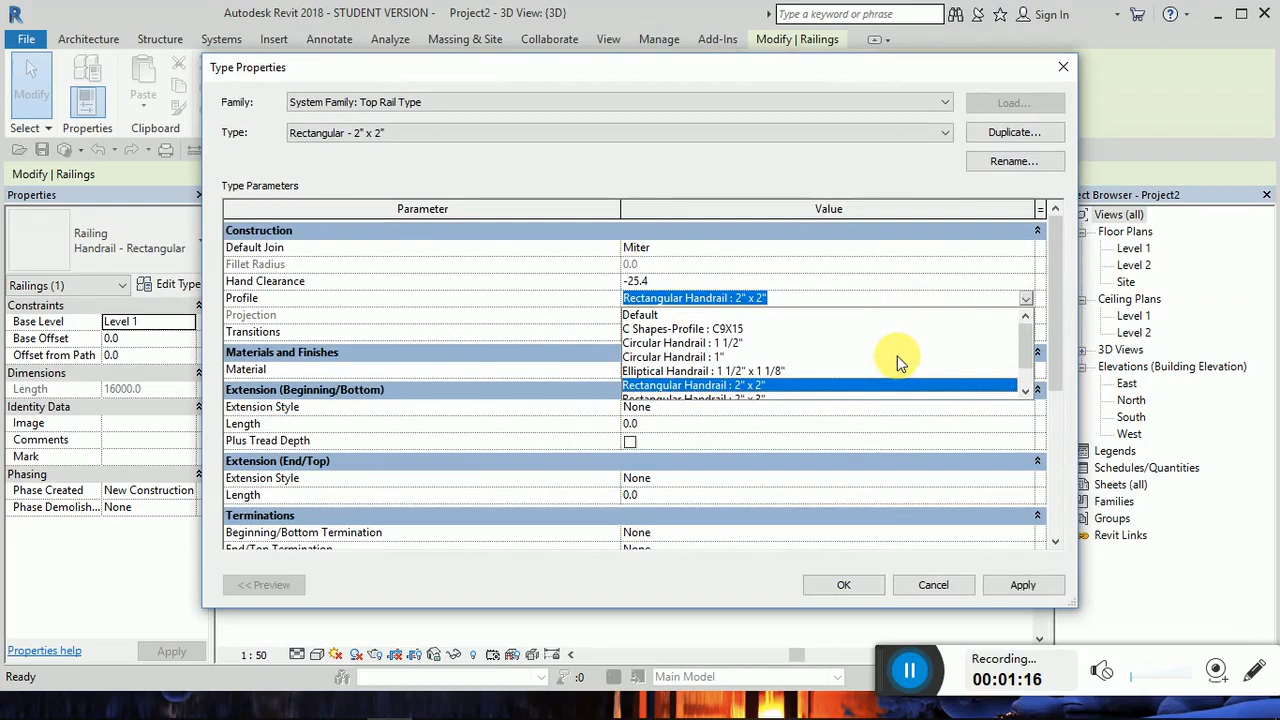 Autodesk Revit 2018 - STUDENT VERSION - Project2 - 3D View: {3D}
Type a keyword or phrase
Sign In
File Architecture Structure Systems Insert Annotate Analyze Massing & Site Collaborate View Manage Add-Ins Modify | Railings
Modify
Paste
Select Properties Clipboard
Modify | Railings
Properties
Railing
Handrail - Rectangular
Railings (1) Edit Type
Constraints
Base Level Level 1
Base Offset 0.0
Offset from Path 0.0
Dimensions
Length 16000.0
Identity Data
Image
Comments
Mark
Phasing
Phase Created New Construction
Phase Demolish... None
Properties help Apply
Ready
Type Properties
Family: System Family: Top Rail Type Load...
Type: Rectangular - 2" x 2" Duplicate...
Rename...
Type Parameters
Parameter Value =
Construction
Default Join Miter
Fillet Radius 0.0
Hand Clearance -25.4
Profile Rectangular Handrail : 2" x 2"
Projection
Transitions
Default
C Shapes-Profile : C9X15
Circular Handrail : 1 1/2"
Circular Handrail : 1"
Elliptical Handrail : 1 1/2" x 1 1/8"
Rectangular Handrail : 2" x 2"
Rectangular Handrail : 2" x 3"
Materials and Finishes
Material
Extension (Beginning/Bottom)
Extension Style None
Length 0.0
Plus Tread Depth
Extension (End/Top)
Extension Style None
Length 0.0
Terminations
Beginning/Bottom Termination None
End/Top Termination None
<< Preview OK Cancel Apply
ect Browser - Project2
Views (all)
Floor Plans
Level 1
Level 2
Site
Ceiling Plans
Level 1
Level 2
3D Views
Elevations (Building Elevation)
East
North
South
West
Legends
Schedules/Quantities
Sheets (all)
Families
Groups
Revit Links
1 : 50
:0 Main Model
Recording...
00:01:16